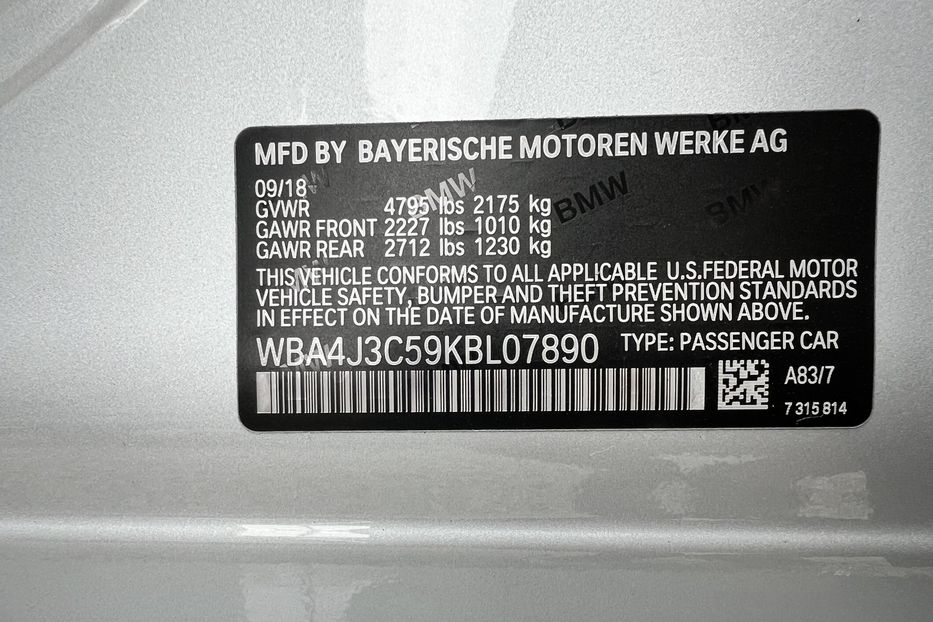 MFD BY BAYERISCHE MOTOREN WERKE AG
09/18
GVWR 4795 lbs 2175 kg
GAWR FRONT 2227 lbs 1010 kg
GAWR REAR 2712 lbs 1230 kg
THIS VEHICLE CONFORMS TO ALL APPLICABLE U.S.FEDERAL MOTOR
VEHICLE SAFETY, BUMPER AND THEFT PREVENTION STANDARDS
IN EFFECT ON THE DATE OF MANUFACTURE SHOWN ABOVE.
WBA4J3C59KBL07890 TYPE: PASSENGER CAR
A83/7
7 315 814
BMW
BMW
BMW